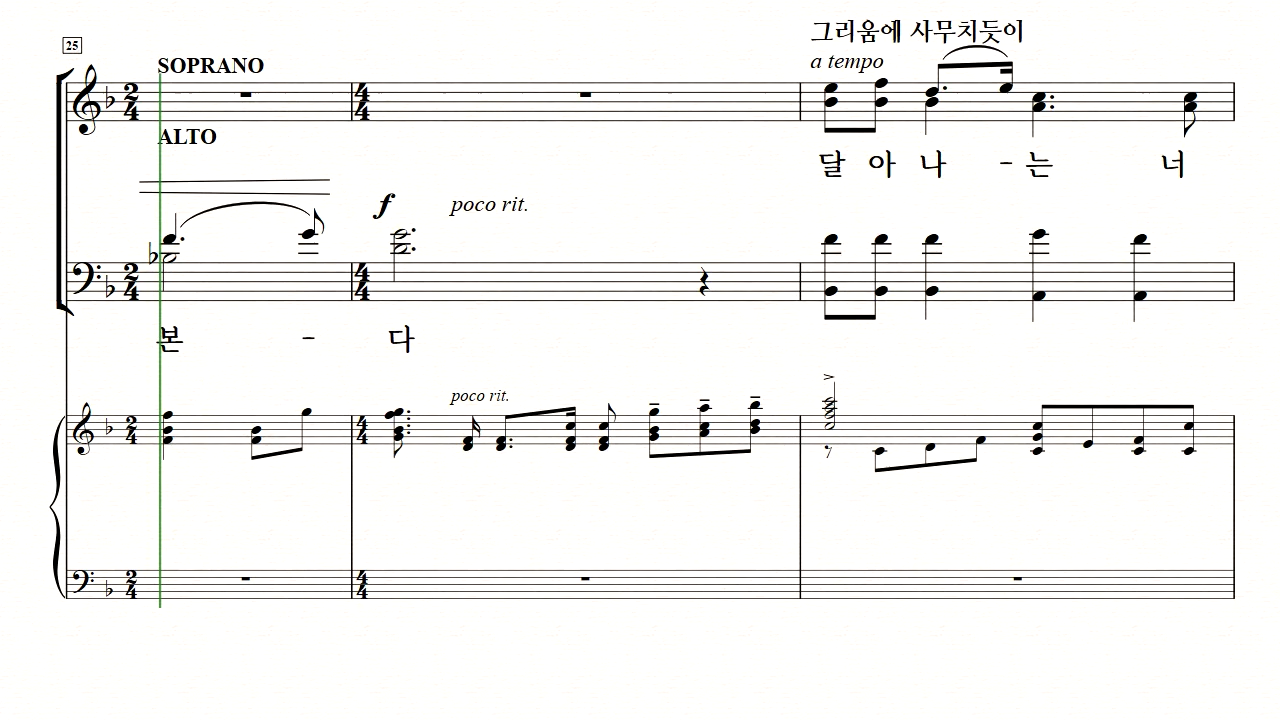 25
SOPRANO
그리움에 사무치듯이
a tempo
ALTO
달 아 나 - 는 너
f poco rit.
본 - 다
poco rit.